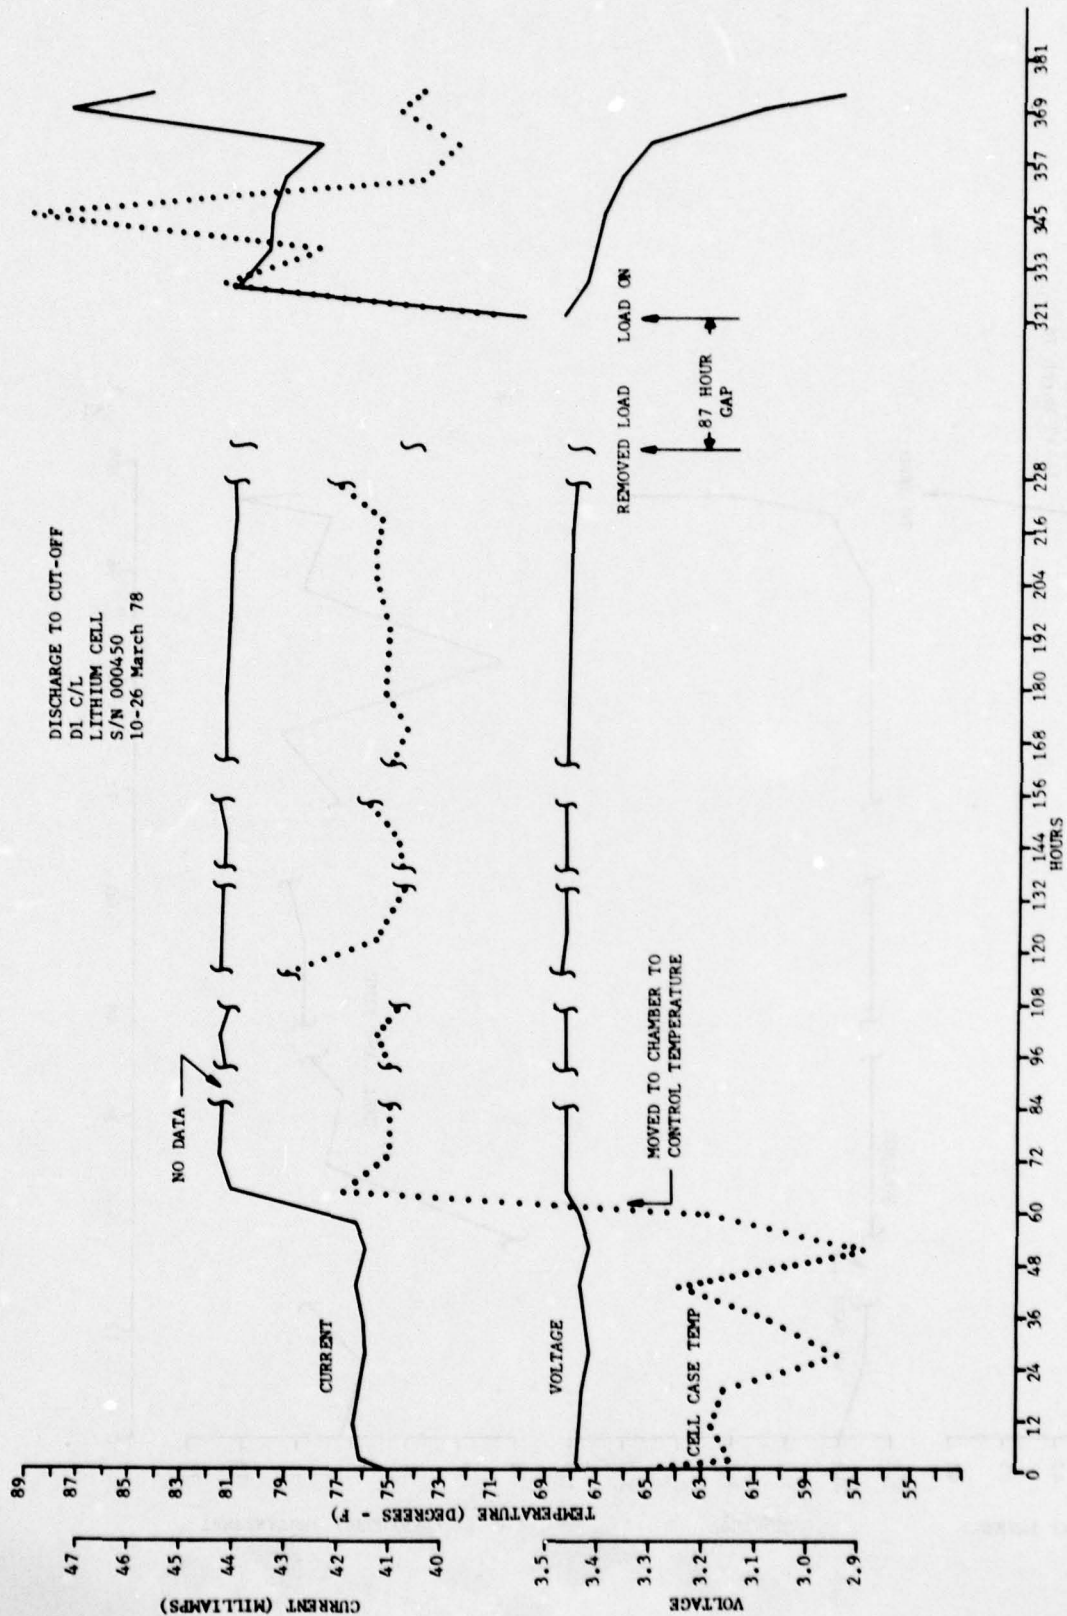 DISCHARGE TO CUT-OFF
D1 C/L
LITHIUM CELL
S/N 000450
10-26 March 78
NO DATA
CURRENT
VOLTAGE
CELL CASE TEMP
MOVED TO CHAMBER TO
CONTROL TEMPERATURE
REMOVED LOAD
LOAD ON
87 HOUR
GAP
CURRENT (MILLIAMPS)
47
46
45
44
42
41
40
VOLTAGE
3.5
3.4
3.3
3.2
3.0
2.9
TEMPERATURE (DEGREES - F)
89
87
85
83
81
79
77
75
73
71
69
67
65
63
61
59
57
55
0 12 24 36 48 60 72 84 96 108 120 132 144 156 168 180 192 204 216 228 321 333 345 357 369 381
HOURS